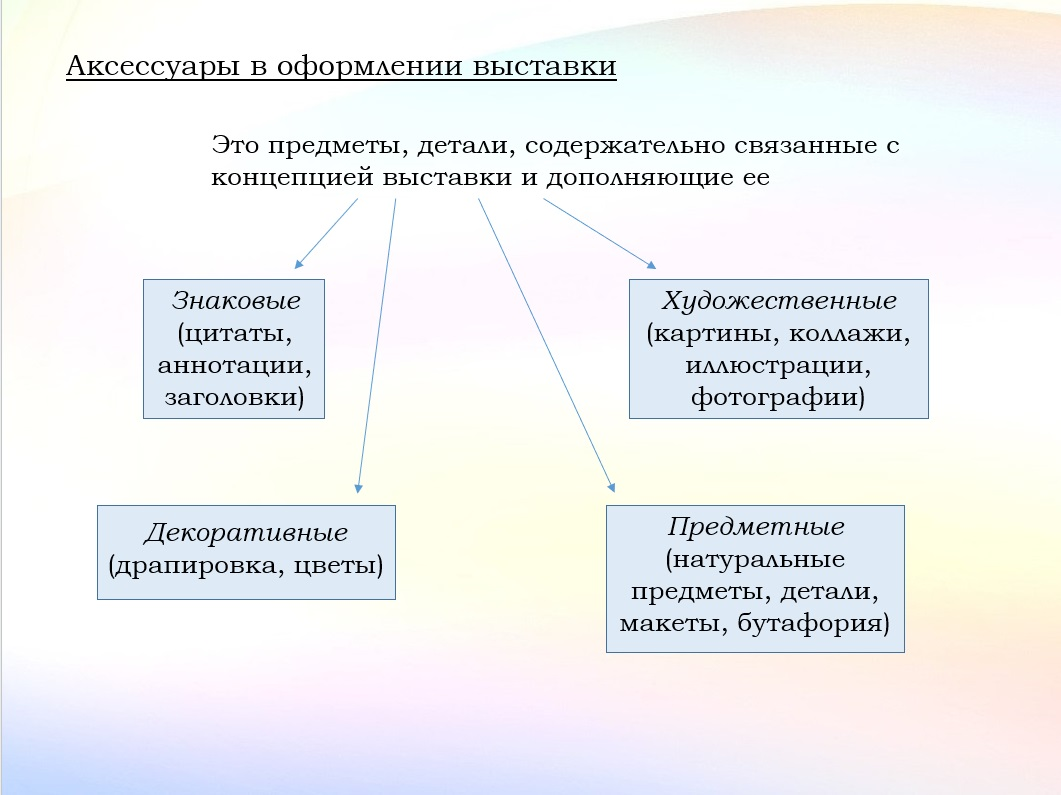 Аксессуары в оформлении выставки
Это предметы, детали, содержательно связанные с
концепцией выставки и дополняющие ее
Знаковые
(цитаты,
аннотации,
заголовки)
Художественные
(картины, коллажи,
иллюстрации,
фотографии)
Декоративные
(драпировка, цветы)
Предметные
(натуральные
предметы, детали,
макеты, бутафория)